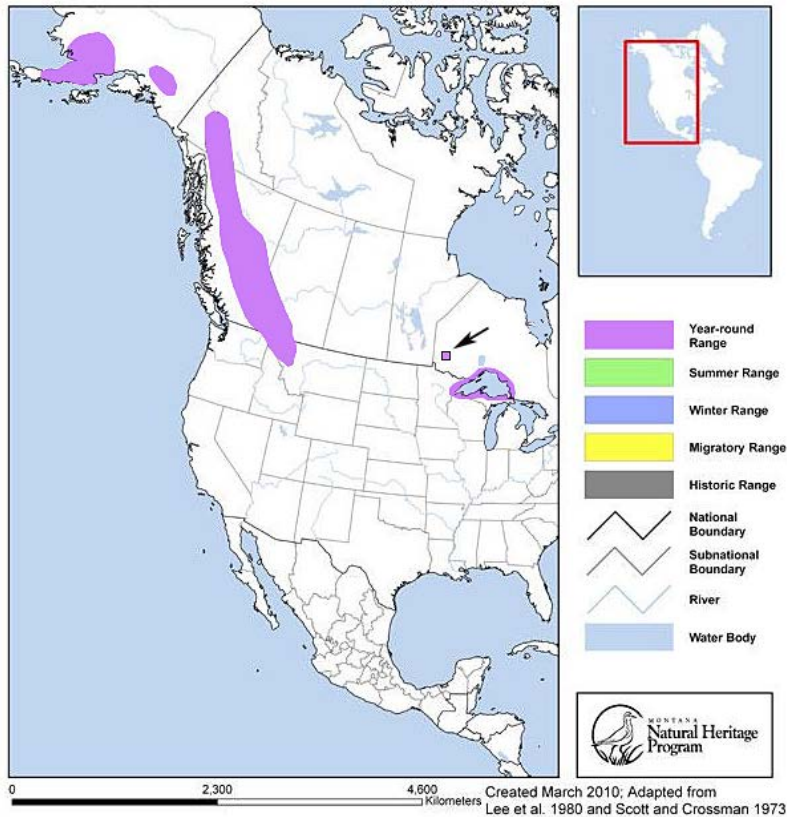 Year-round
Range
Summer Range
Winter Range
Migratory Range
Historic Range
National
Boundary
Subnational
Boundary
River
Water Body
MONTANA
Natural Heritage
Program
0
2,300
4,600
Kilometers
Created March 2010; Adapted from
Lee et al. 1980 and Scott and Crossman 1973